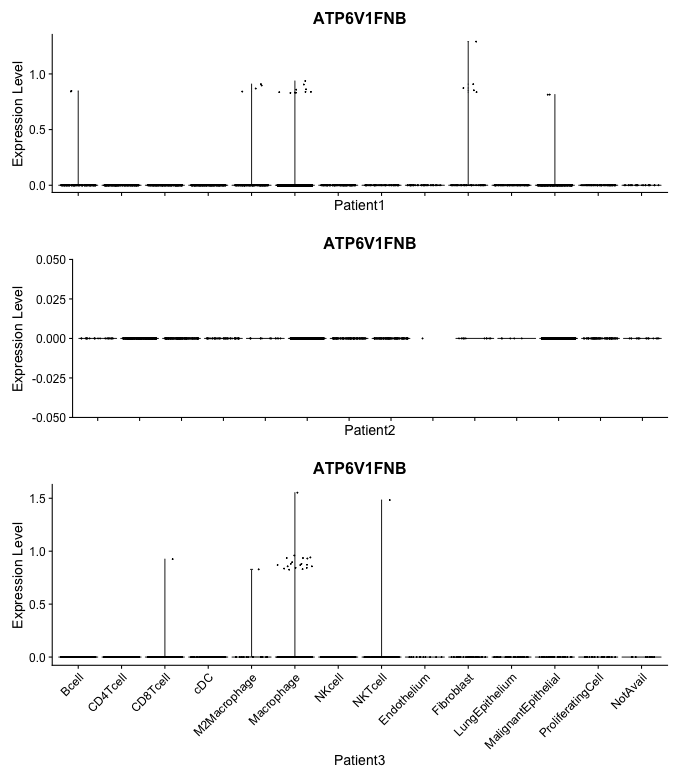 ATP6V1FNB
Expression Level
1.0
0.5
0.0
Patient1
ATP6V1FNB
Expression Level
0.050
0.025
0.000
-0.025
-0.050
Patient2
ATP6V1FNB
Expression Level
1.5
1.0
0.5
0.0
Bcell
CD4Tcell
CD8Tcell
cDC
M2Macrophage
Macrophage
NKcell
NKTcell
Endothelium
Fibroblast
LungEpithelium
MalignantEpithelial
ProliferatingCell
NotAvail
Patient3